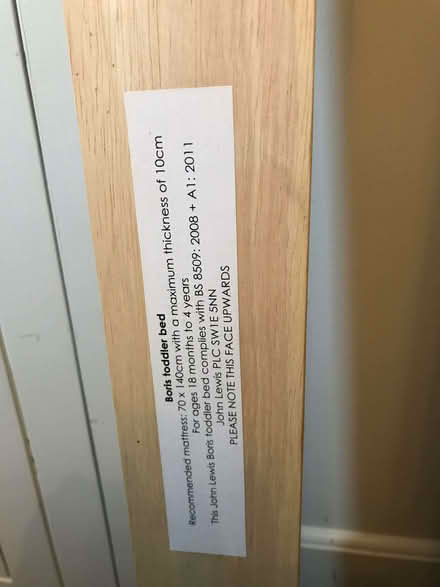 Boris toddler bed
Recommended mattress: 70 x 140cm with a maximum thickness of 10cm
For ages 18 months to 4 years
This John Lewis Boris toddler bed complies with BS 8509: 2008 + A1: 2011
John Lewis PLC SW1E 5NN
PLEASE NOTE THIS FACE UPWARDS